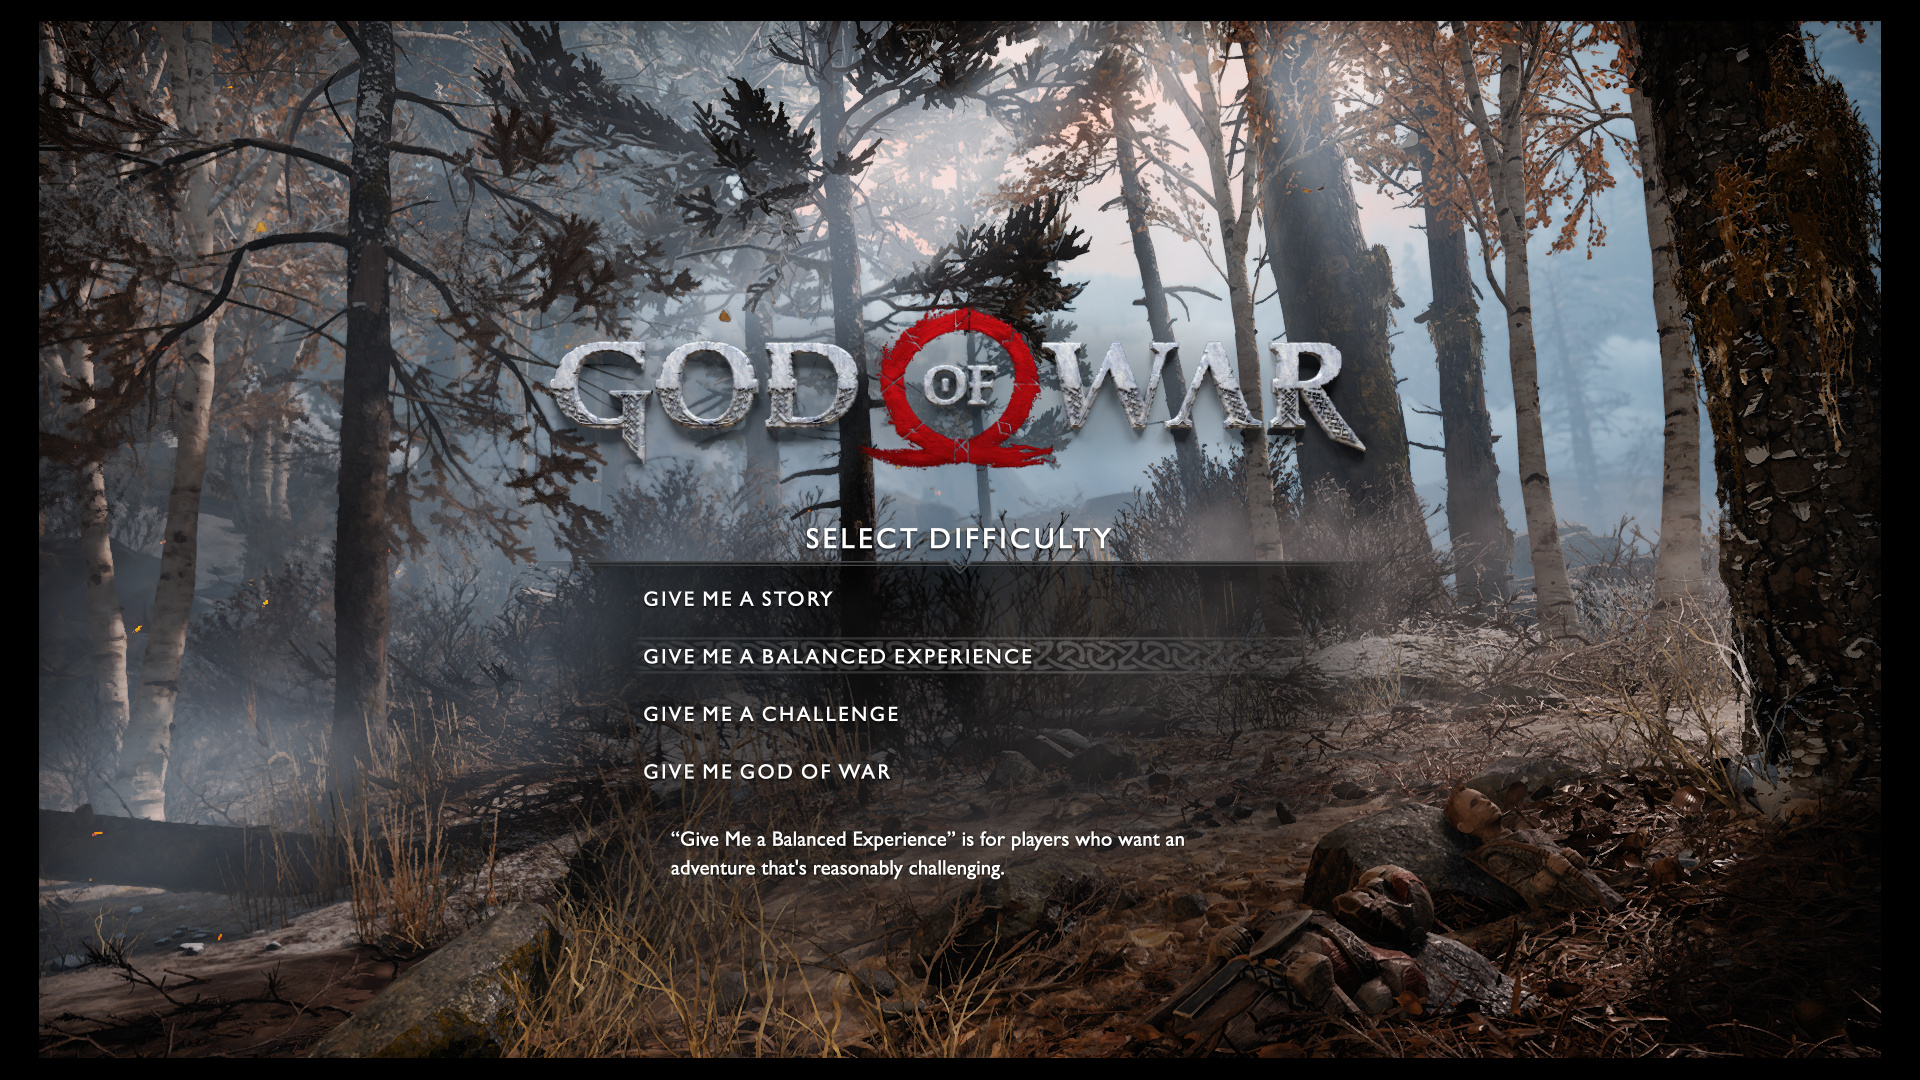 GOD OF WAR
SELECT DIFFICULTY
GIVE ME A STORY
GIVE ME A BALANCED EXPERIENCE
GIVE ME A CHALLENGE
GIVE ME GOD OF WAR
“Give Me a Balanced Experience” is for players who want an
adventure that's reasonably challenging.